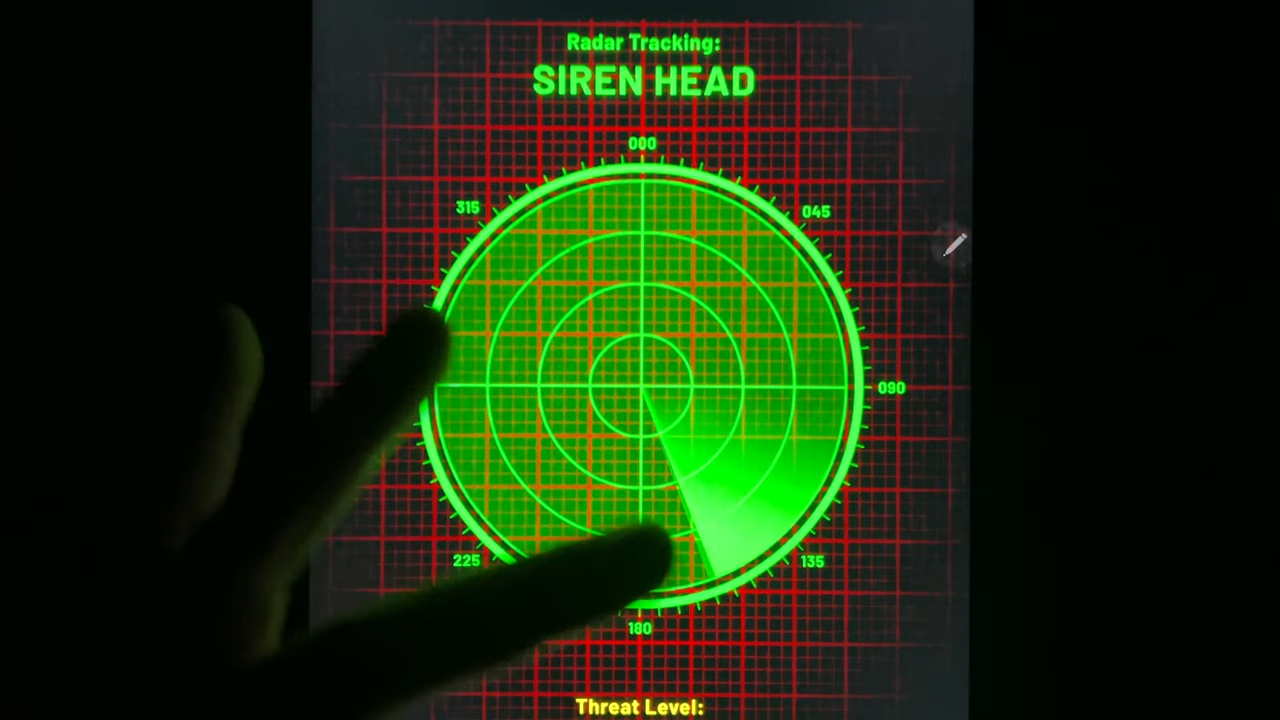 Radar Tracking:
SIREN HEAD
000
315
045
090
225
135
180
Threat Level: